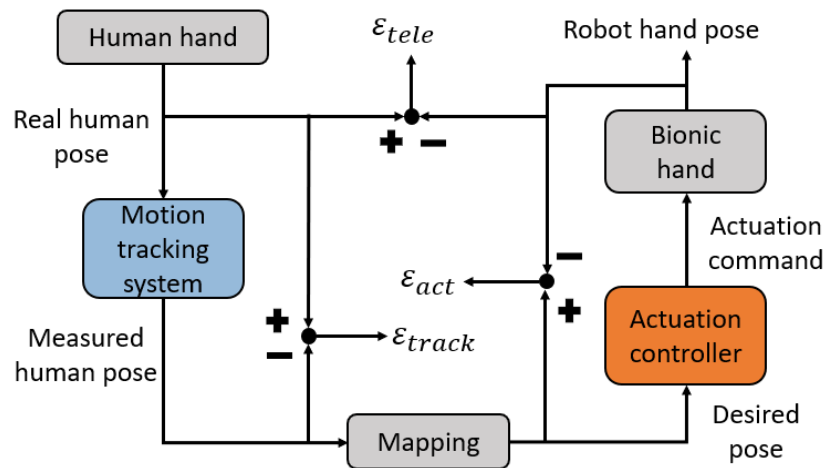 Human hand
ε_tele
Robot hand pose
Real human
pose
+ −
Bionic
hand
Motion
tracking
system
Actuation
command
−
ε_act
+
+
−
ε_track
Actuation
controller
Measured
human pose
Mapping
Desired
pose